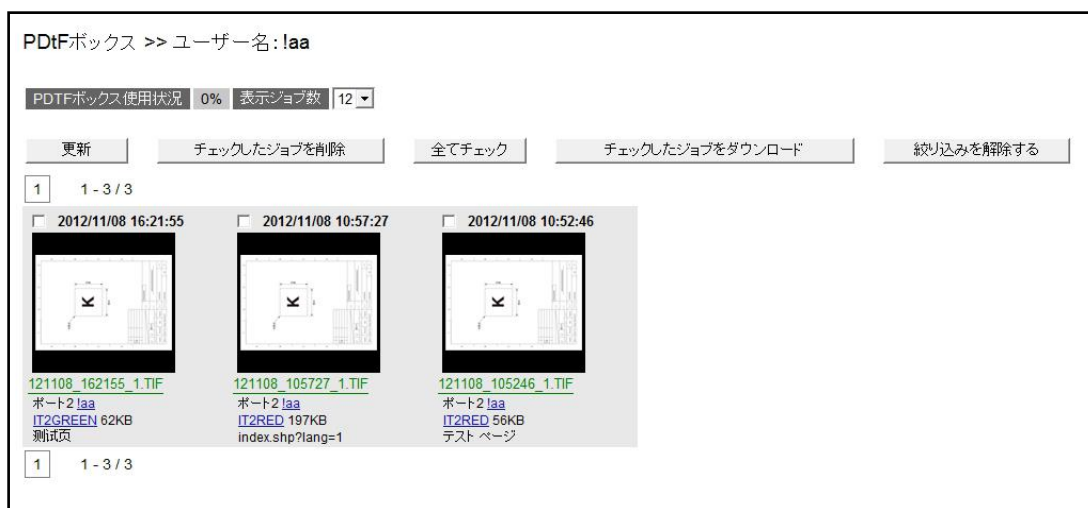 PDtFボックス >> ユーザー名: !aa
PDTFボックス使用状況 0% 表示ジョブ数 12
更新 チェックしたジョブを削除 全てチェック チェックしたジョブをダウンロード 絞り込みを解除する
1 1 - 3 / 3
2012/11/08 16:21:55 2012/11/08 10:57:27 2012/11/08 10:52:46
K K K
121108_162155_1.TIF 121108_105727_1.TIF 121108_105246_1.TIF
ポート2 !aa ポート2 !aa ポート2 !aa
IT2GREEN 62KB IT2RED 197KB IT2RED 56KB
测试页 index.shp?lang=1 テスト ページ
1 1 - 3 / 3